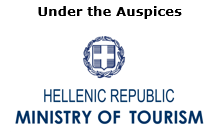 Under the Auspices
HELLENIC REPUBLIC
MINISTRY OF TOURISM